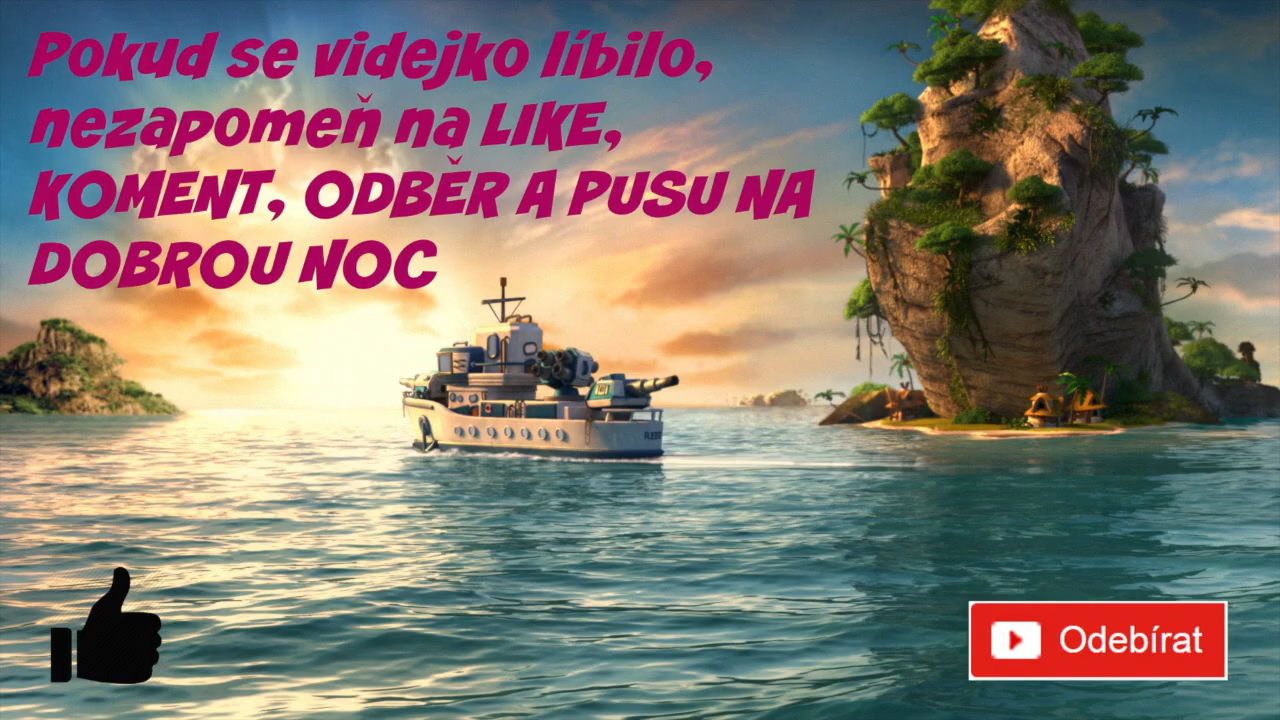 Pokud se videjko líbilo,
nezapomeň na LIKE,
KOMENT, ODBĚR A PUSU NA
DOBROU NOC
Odebírat